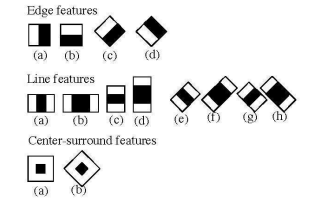 Edge features
(a) (b) (c) (d)
Line features
(a) (b) (c) (d) (e) (f) (g) (h)
Center-surround features
(a) (b)